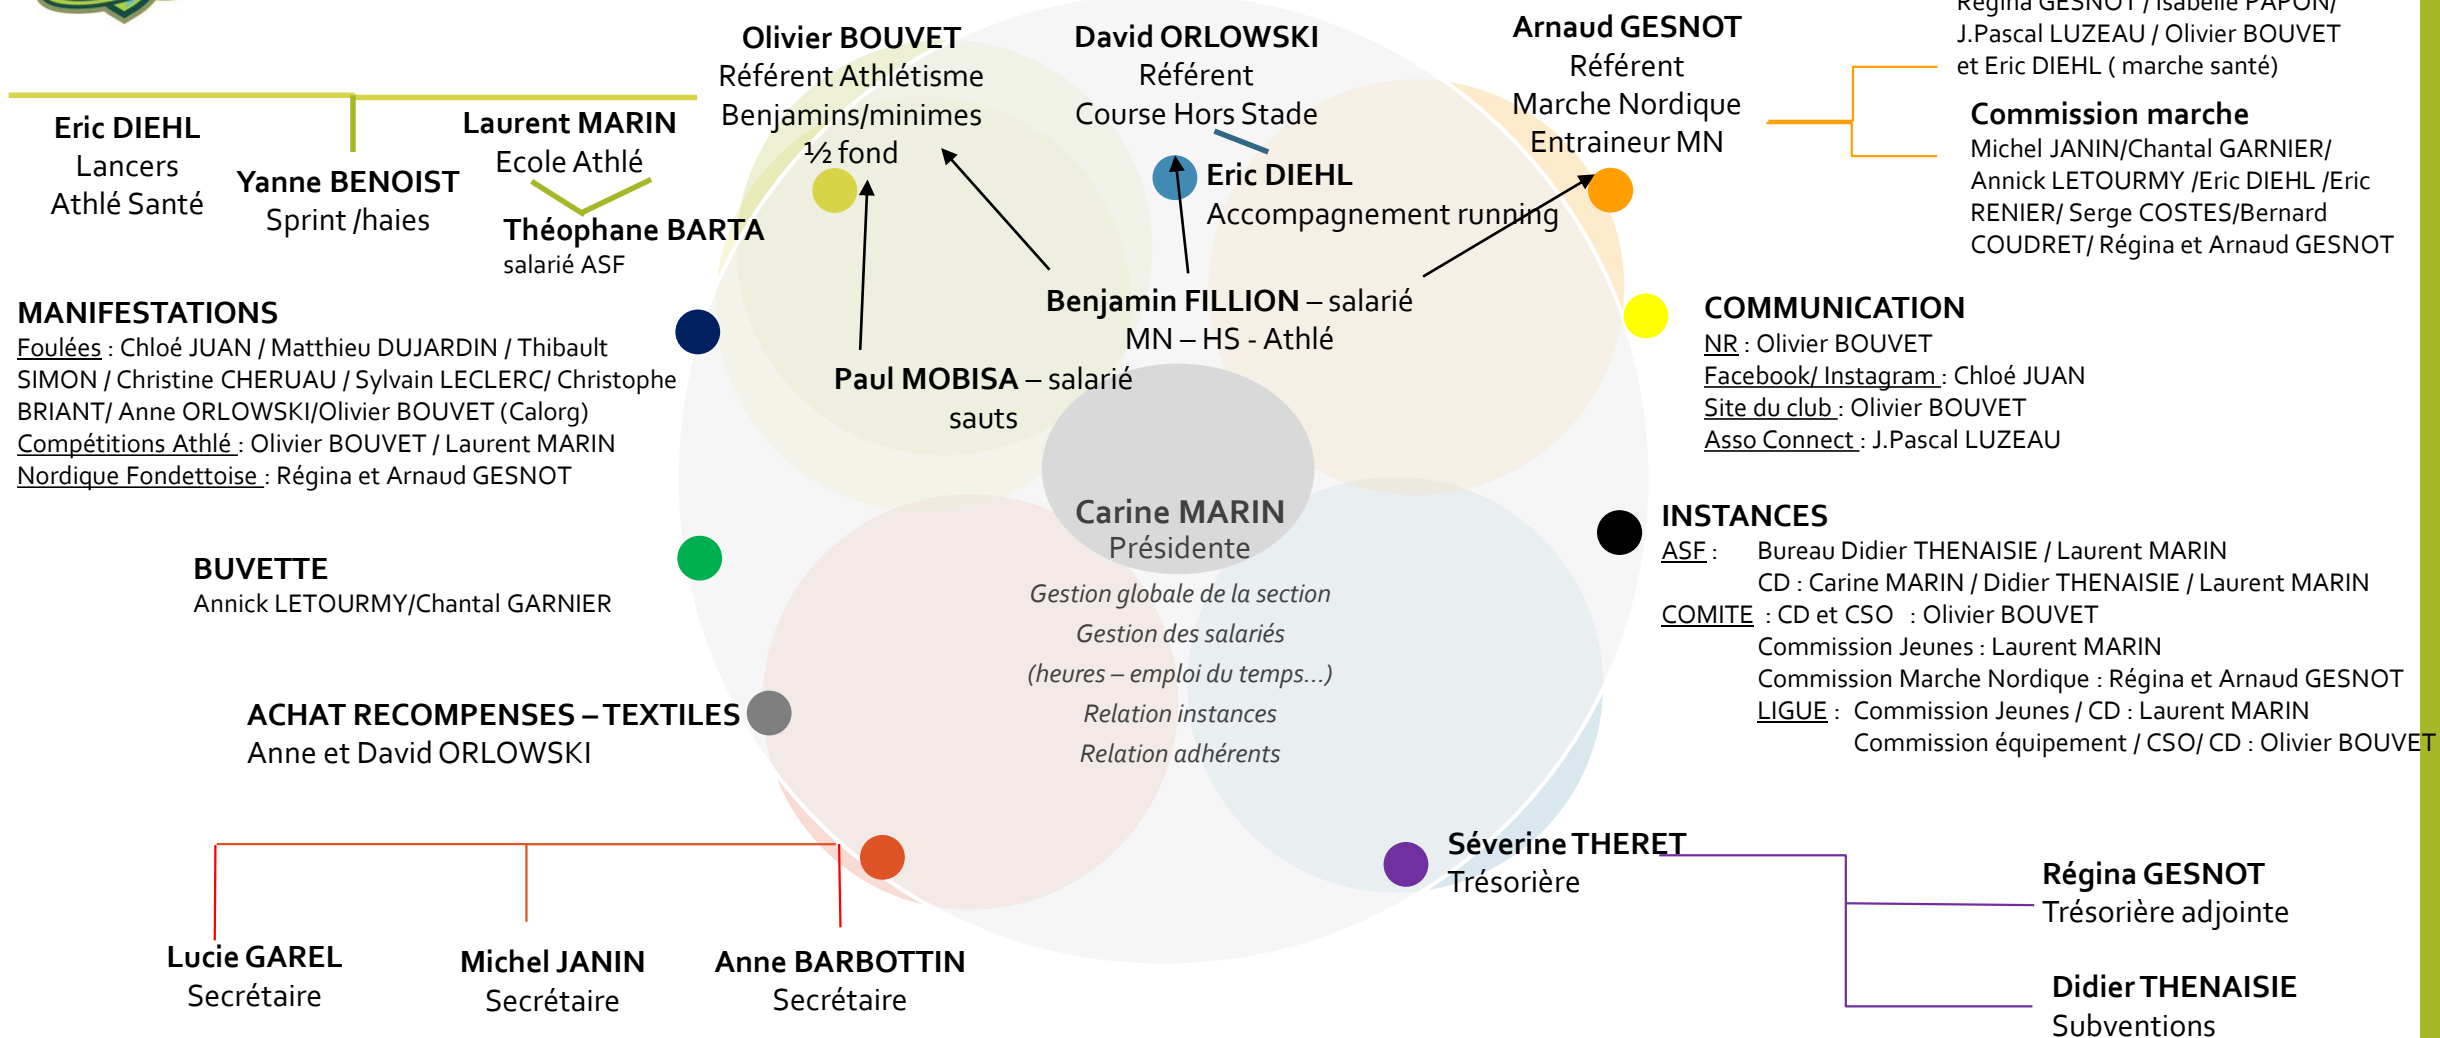 Régina GESNOT / Isabelle PAPON/
J.Pascal LUZEAU / Olivier BOUVET
et Eric DIEHL ( marche santé)
Olivier BOUVET
Référent Athlétisme
Benjamins/minimes
½ fond
David ORLOWSKI
Référent
Course Hors Stade
Arnaud GESNOT
Référent
Marche Nordique
Entraineur MN
Commission marche
Michel JANIN/Chantal GARNIER/
Annick LETOURMY /Eric DIEHL /Eric
RENIER/ Serge COSTES/Bernard
COUDRET/ Régina et Arnaud GESNOT
Eric DIEHL
Lancers
Athlé Santé
Yanne BENOIST
Sprint /haies
Laurent MARIN
Ecole Athlé
Théophane BARTA
salarié ASF
Eric DIEHL
Accompagnement running
Benjamin FILLION – salarié
MN – HS - Athlé
Paul MOBISA – salarié
sauts
MANIFESTATIONS
Foulées : Chloé JUAN / Matthieu DUJARDIN / Thibault
SIMON / Christine CHERUAU / Sylvain LECLERC/ Christophe
BRIANT/ Anne ORLOWSKI/Olivier BOUVET (Calorg)
Compétitions Athlé : Olivier BOUVET / Laurent MARIN
Nordique Fondettoise : Régina et Arnaud GESNOT
COMMUNICATION
NR : Olivier BOUVET
Facebook/ Instagram : Chloé JUAN
Site du club : Olivier BOUVET
Asso Connect : J.Pascal LUZEAU
Carine MARIN
Présidente
Gestion globale de la section
Gestion des salariés
(heures – emploi du temps...)
Relation instances
Relation adhérents
INSTANCES
ASF : Bureau Didier THENAISIE / Laurent MARIN
CD : Carine MARIN / Didier THENAISIE / Laurent MARIN
COMITE : CD et CSO : Olivier BOUVET
Commission Jeunes : Laurent MARIN
Commission Marche Nordique : Régina et Arnaud GESNOT
LIGUE : Commission Jeunes / CD : Laurent MARIN
Commission équipement / CSO/ CD : Olivier BOUVET
BUVETTE
Annick LETOURMY/Chantal GARNIER
ACHAT RECOMPENSES – TEXTILES
Anne et David ORLOWSKI
Séverine THERET
Trésorière
Régina GESNOT
Trésorière adjointe
Didier THENAISIE
Subventions
Lucie GAREL
Secrétaire
Michel JANIN
Secrétaire
Anne BARBOTTIN
Secrétaire